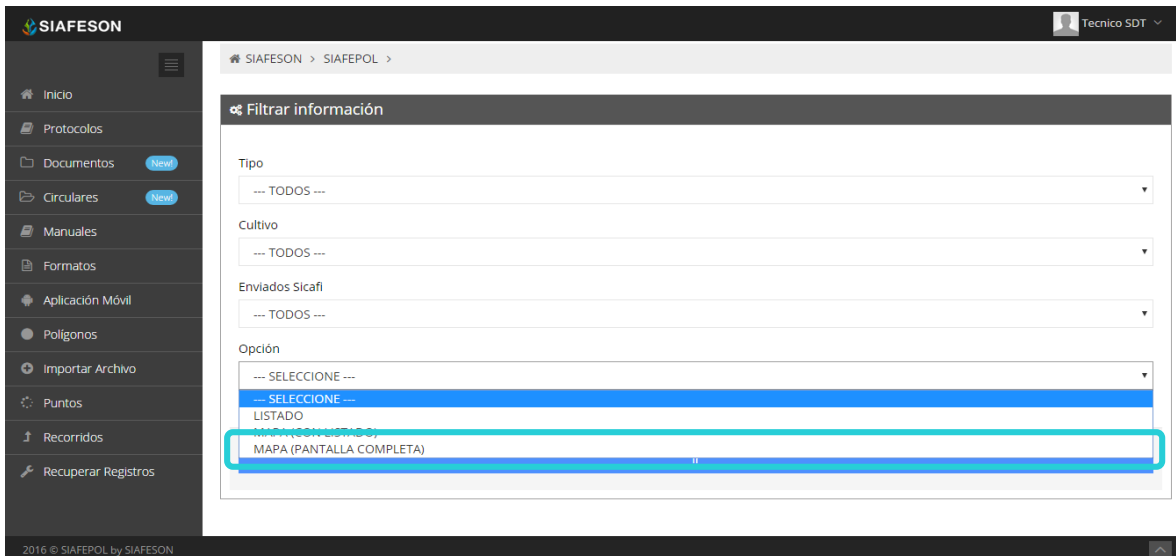 SIAFESON
Tecnico SDT
SIAFESON > SIAFEPOL >
Inicio
Protocolos
Documentos New!
Circulares New!
Manuales
Formatos
Aplicación Móvil
Polígonos
Importar Archivo
Puntos
Recorridos
Recuperar Registros
Filtrar información
Tipo
--- TODOS ---
Cultivo
--- TODOS ---
Enviados Sicafi
--- TODOS ---
Opción
--- SELECCIONE ---
--- SELECCIONE ---
LISTADO
MAPA (CON LISTADO)
MAPA (PANTALLA COMPLETA)
2016 © SIAFEPOL by SIAFESON